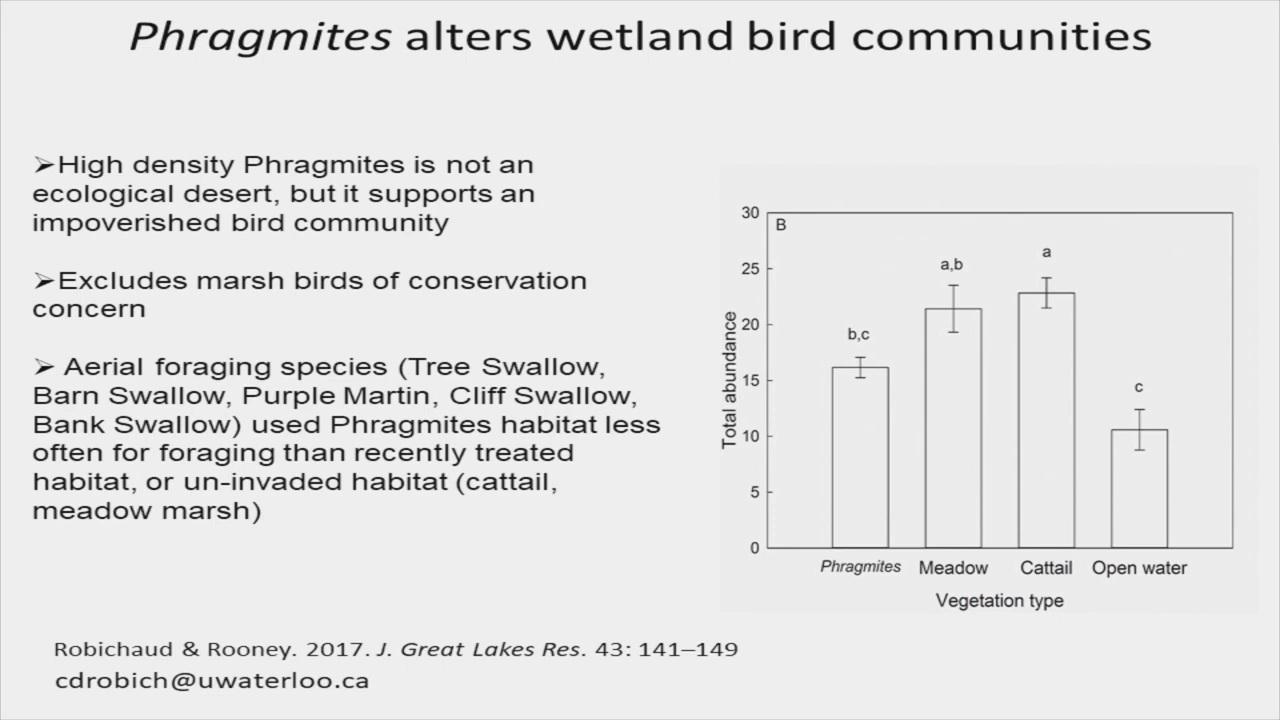 Phragmites alters wetland bird communities
➢High density Phragmites is not an
ecological desert, but it supports an
impoverished bird community
➢Excludes marsh birds of conservation
concern
➢ Aerial foraging species (Tree Swallow,
Barn Swallow, Purple Martin, Cliff Swallow,
Bank Swallow) used Phragmites habitat less
often for foraging than recently treated
habitat, or un-invaded habitat (cattail,
meadow marsh)
B
30
25
20
15
10
5
0
Total abundance
b,c
a,b
a
c
Phragmites Meadow Cattail Open water
Vegetation type
Robichaud & Rooney. 2017. J. Great Lakes Res. 43: 141–149
cdrobich@uwaterloo.ca